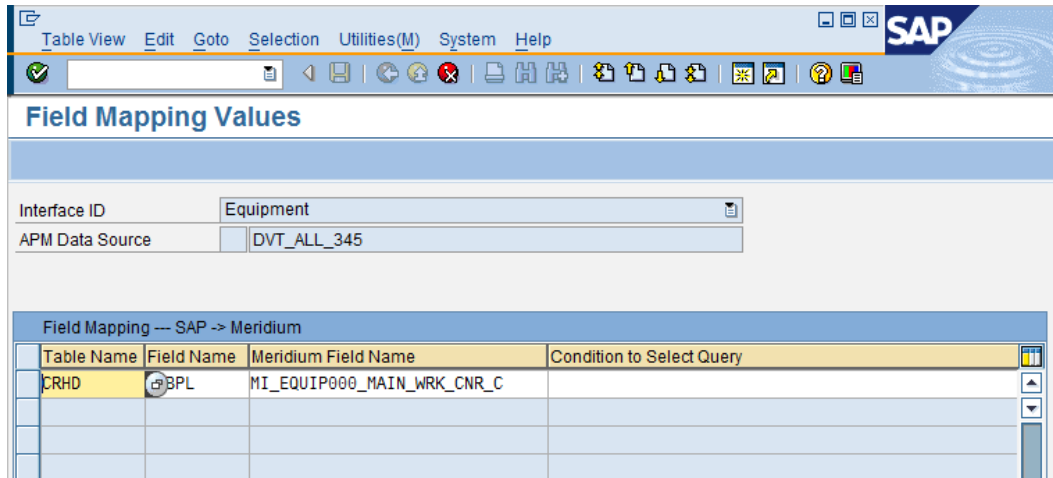 Table View Edit Goto Selection Utilities(M) System Help
SAP
Field Mapping Values
Interface ID Equipment
APM Data Source DVT_ALL_345
Field Mapping --- SAP -> Meridium
Table Name Field Name Meridium Field Name Condition to Select Query
CRHD BPL MI_EQUIP000_MAIN_WRK_CNR_C